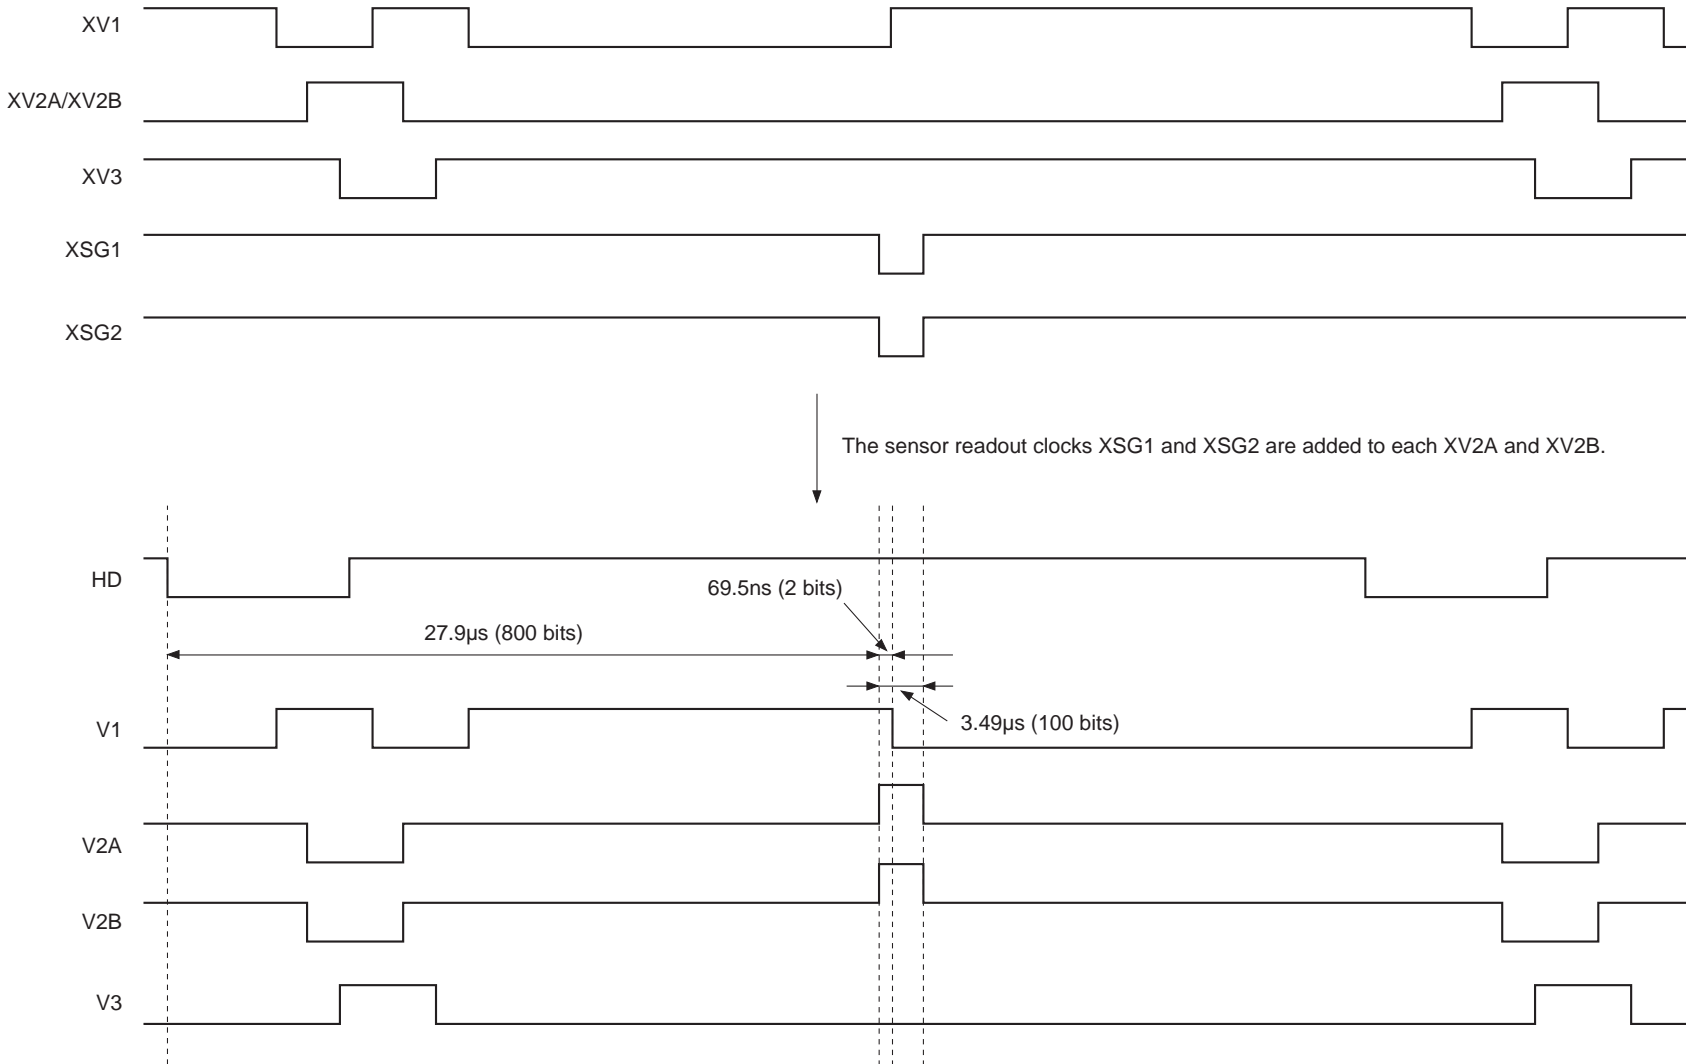 XV1
XV2A/XV2B
XV3
XSG1
XSG2
The sensor readout clocks XSG1 and XSG2 are added to each XV2A and XV2B.
HD
69.5ns (2 bits)
27.9μs (800 bits)
3.49μs (100 bits)
V1
V2A
V2B
V3